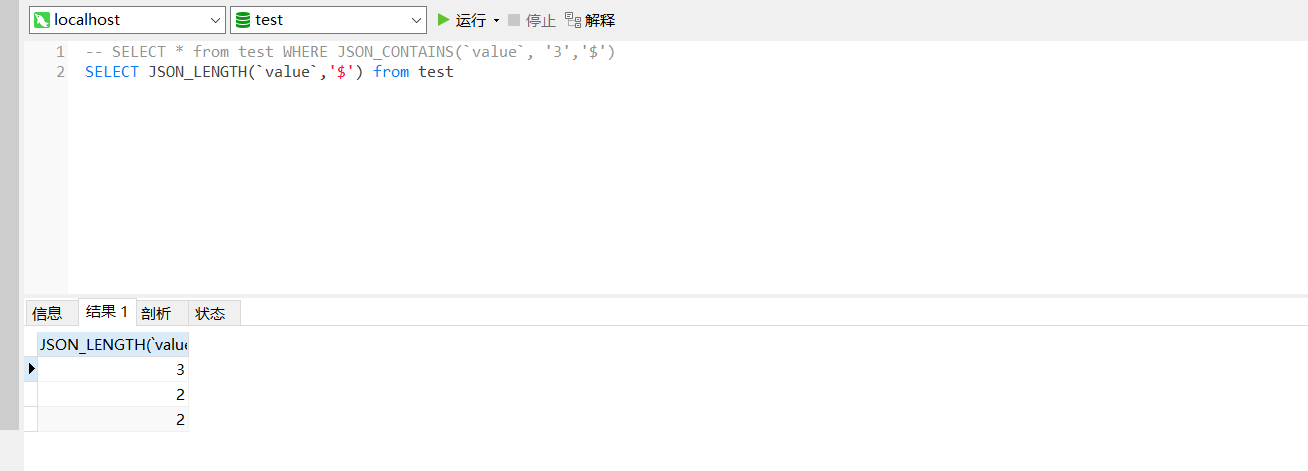 localhost test 运行 停止 解释
1 -- SELECT * from test WHERE JSON_CONTAINS(`value`, '3','$')
2 SELECT JSON_LENGTH(`value`,'$') from test
信息 结果 1 剖析 状态
JSON_LENGTH(`value
3
2
2